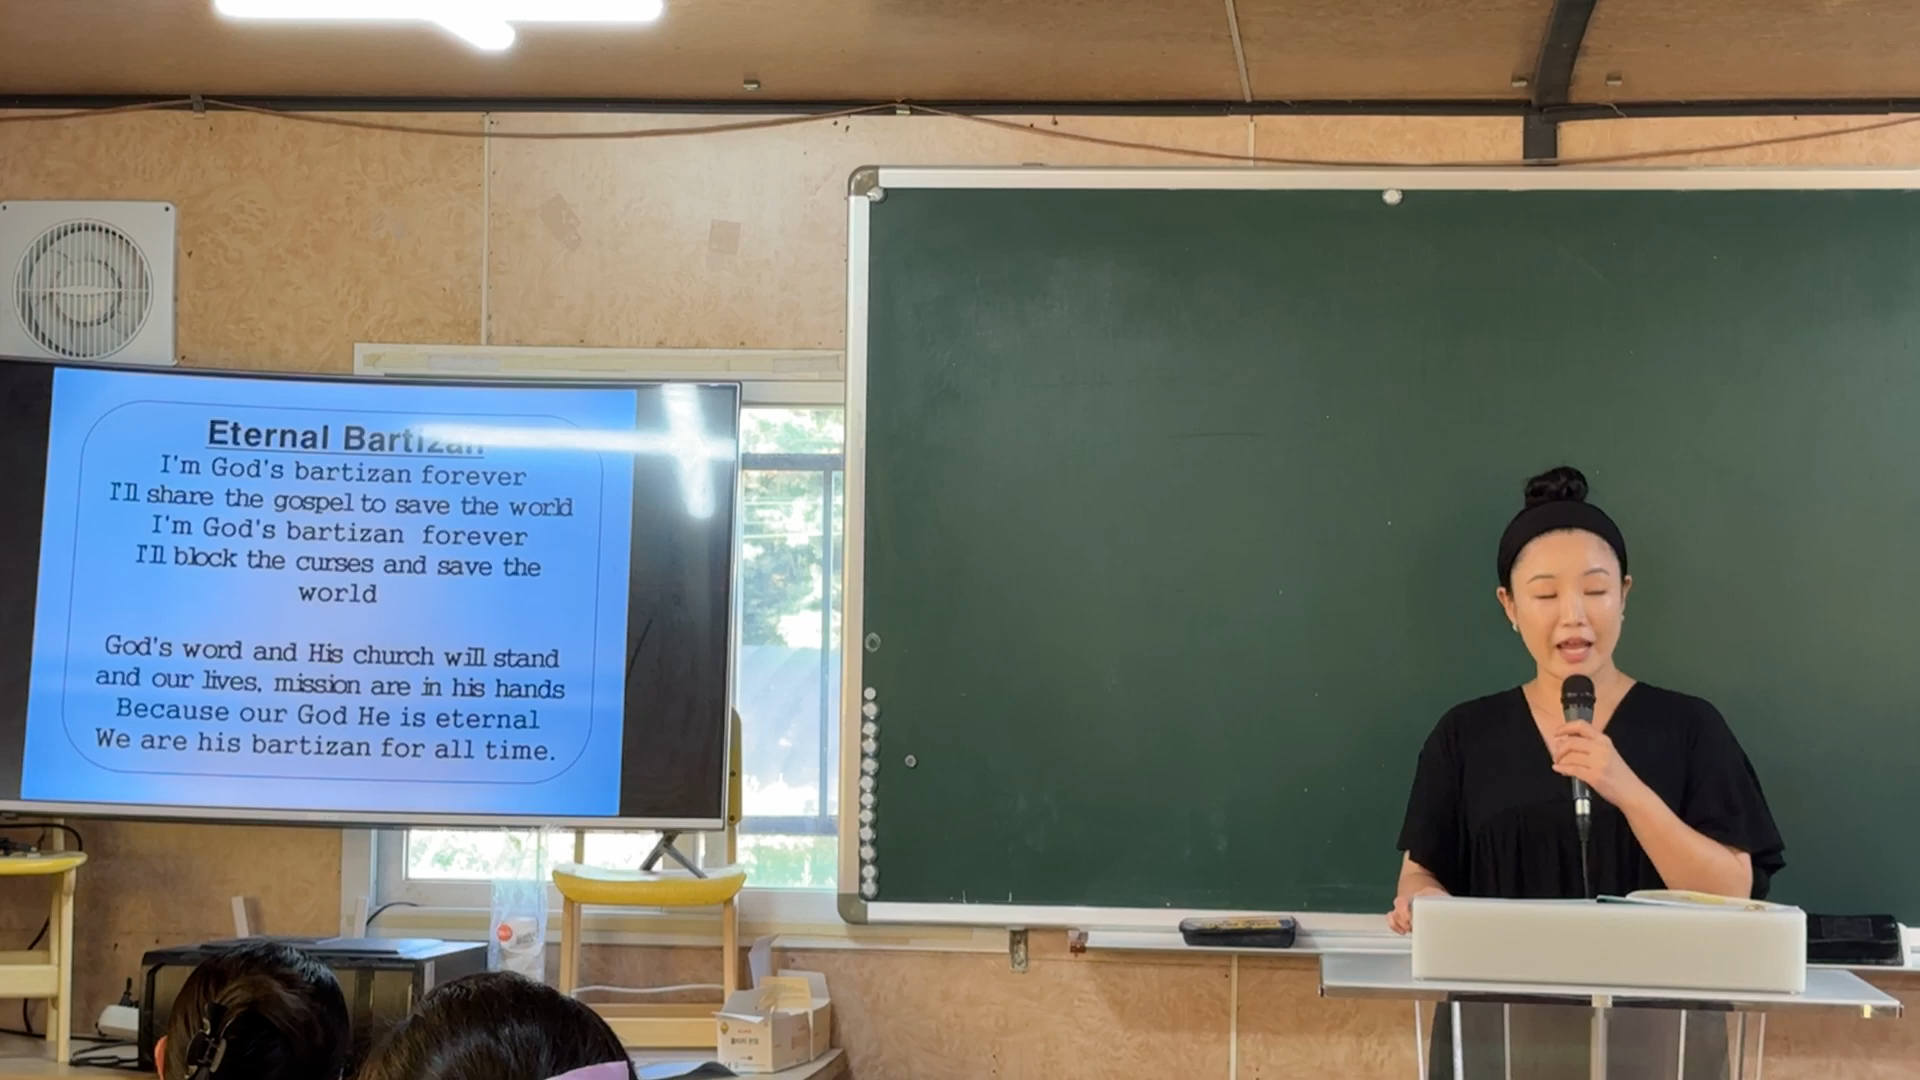 Eternal Bartizan
I'm God's bartizan forever
I'll share the gospel to save the world
I'm God's bartizan forever
I'll block the curses and save the
world
God's word and His church will stand
and our lives, mission are in his hands
Because our God He is eternal
We are his bartizan for all time.